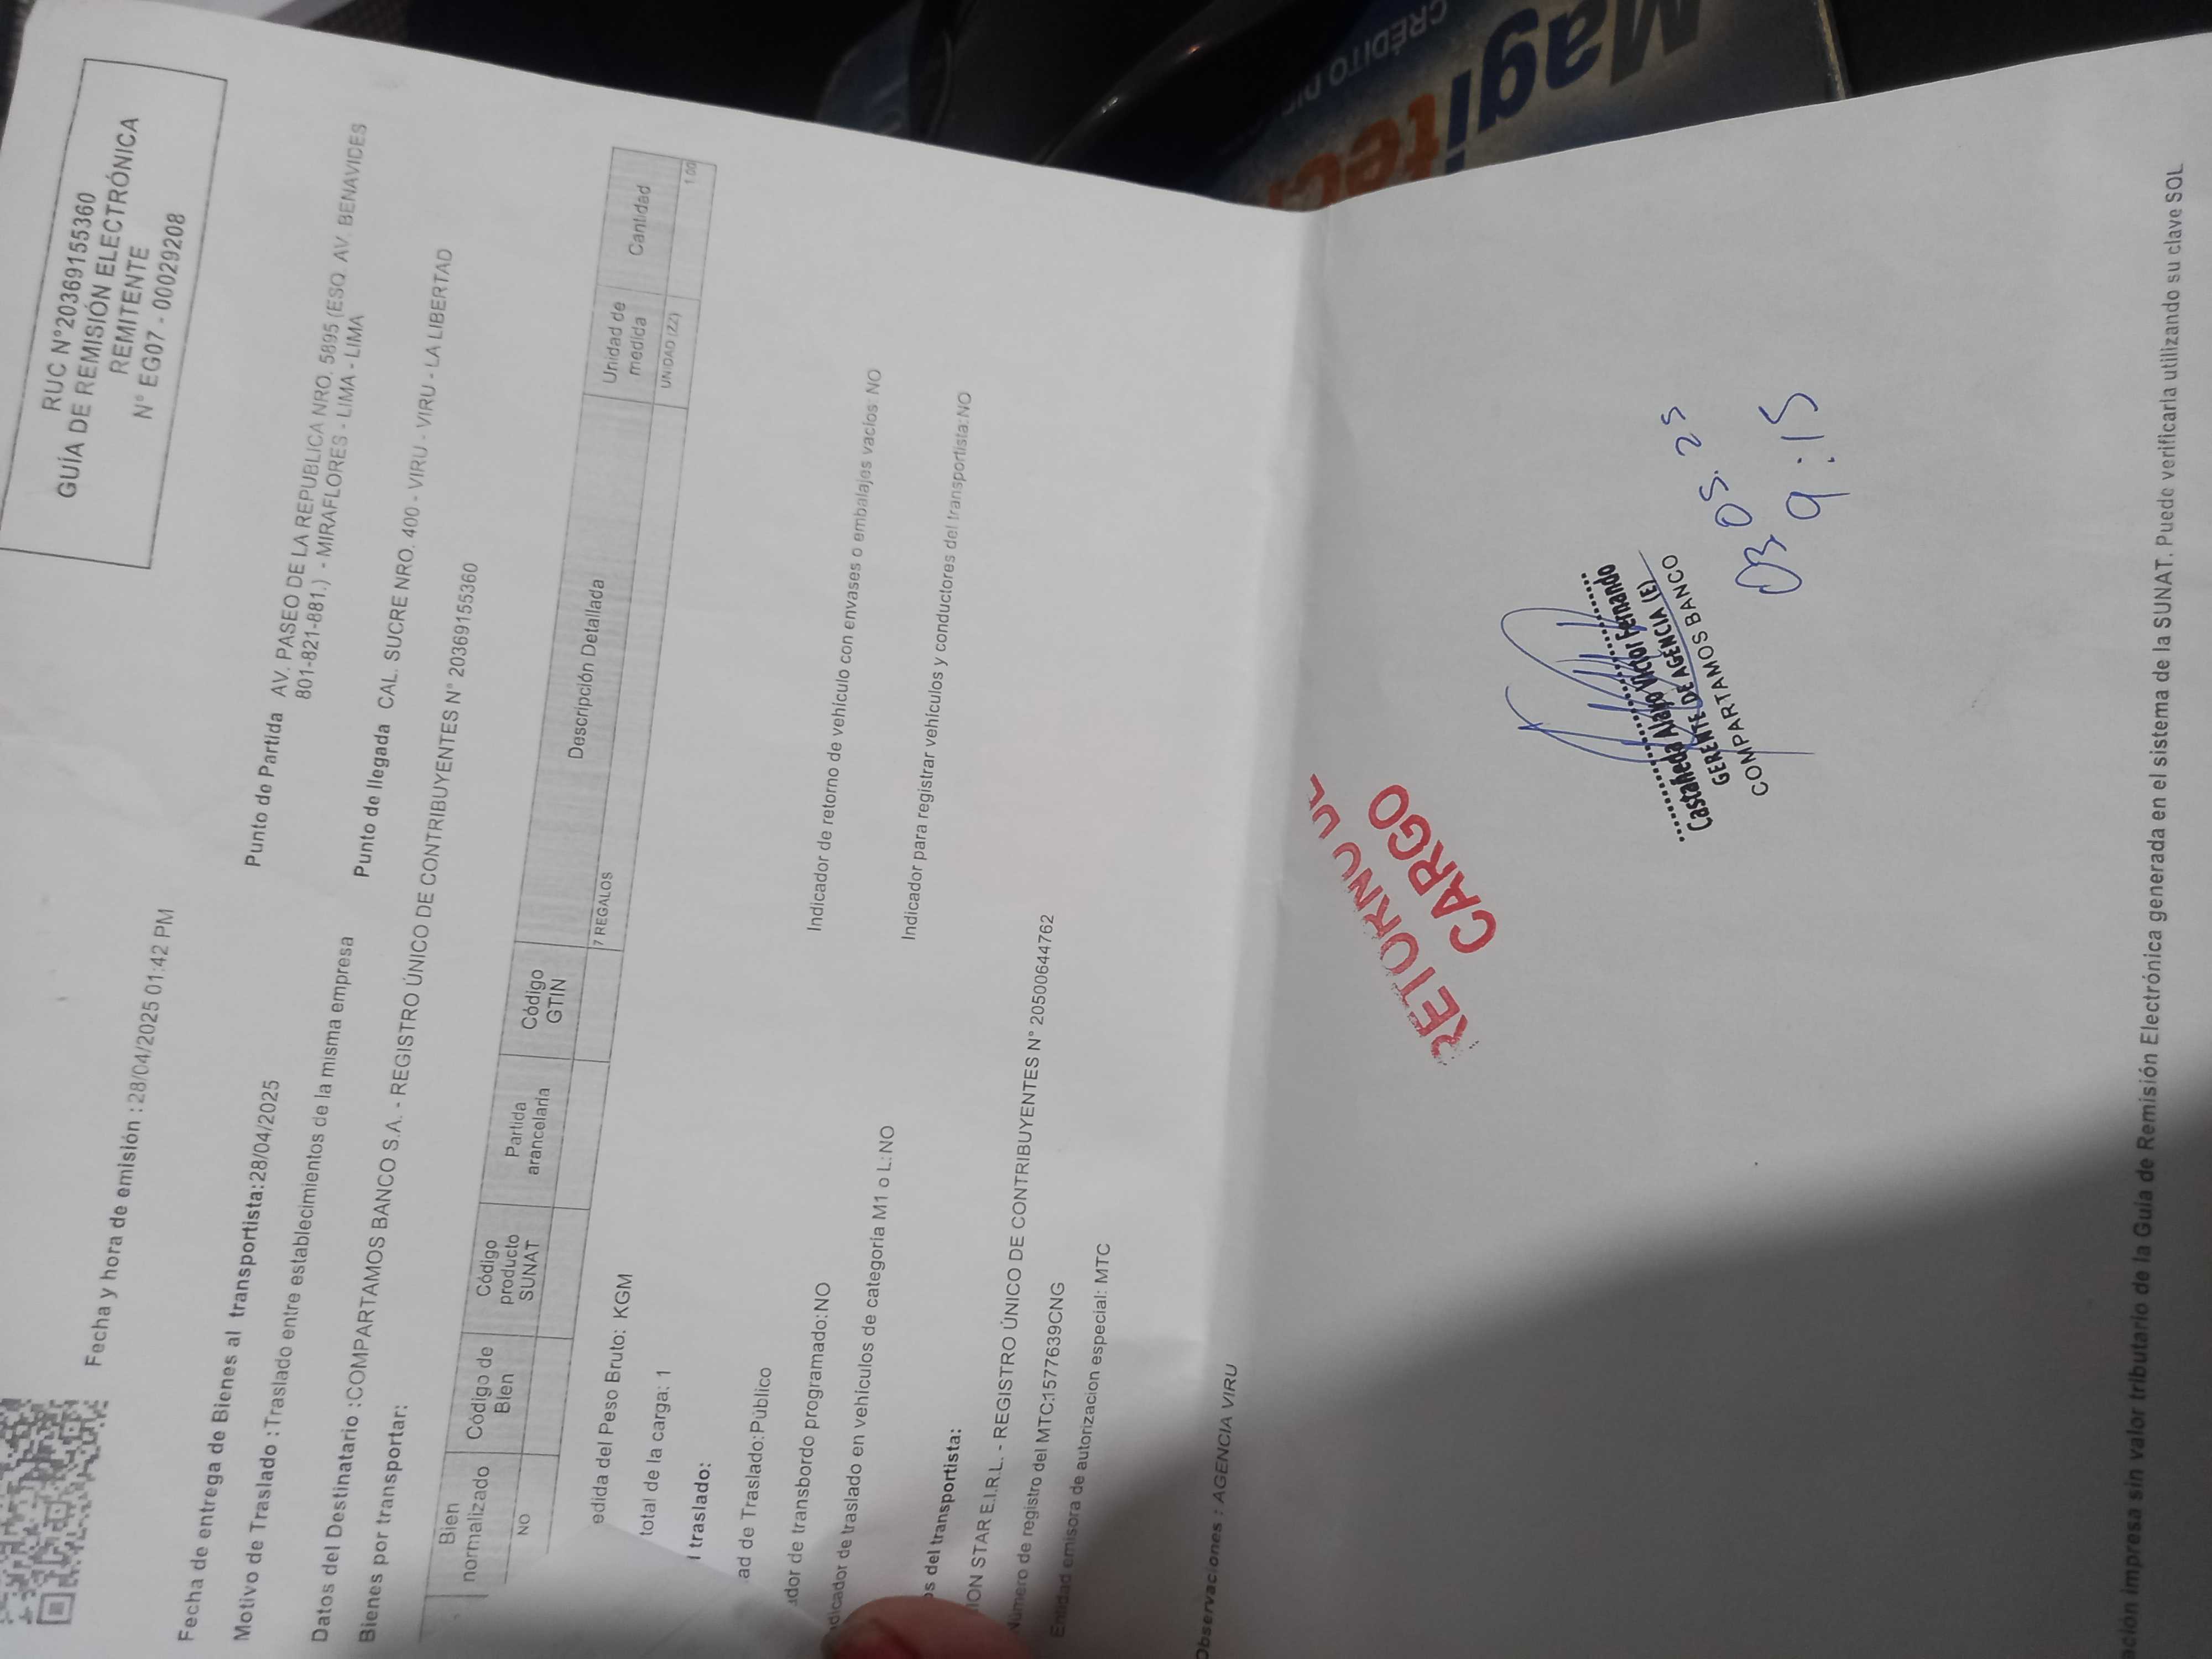 RUC N°20369155360
GUÍA DE REMISIÓN ELECTRÓNICA
REMITENTE
N° EG07 - 00029208
Fecha y hora de emisión : 28/04/2025 01:42 PM
Fecha de entrega de Bienes al transportista:28/04/2025
Punto de Partida AV. PASEO DE LA REPUBLICA NRO. 5895 (ESQ. AV. BENAVIDES
801-821-881.) - MIRAFLORES - LIMA - LIMA
Motivo de Traslado : Traslado entre establecimientos de la misma empresa
Punto de llegada CAL. SUCRE NRO. 400 - VIRU - VIRU - LA LIBERTAD
Datos del Destinatario : COMPARTAMOS BANCO S.A. - REGISTRO ÚNICO DE CONTRIBUYENTES N° 20369155360
Bienes por transportar:
Bien normalizado Código de Bien Código producto SUNAT Partida arancelaria Código GTIN Descripción Detallada Unidad de medida Cantidad
NO 7 REGALOS UNIDAD (ZZ) 1.00
edida del Peso Bruto: KGM
total de la carga: 1
l traslado:
ad de Traslado:Público
dor de transbordo programado:NO
Indicador de retorno de vehículo con envases o embalajes vacíos: NO
ndicador de traslado en vehículos de categoría M1 o L:NO
Indicador para registrar vehículos y conductores del transportista:NO
os del transportista:
ION STAR E.I.R.L. - REGISTRO ÚNICO DE CONTRIBUYENTES N° 20500644762
Número de registro del MTC:1577639CNG
Entidad emisora de autorizacion especial: MTC
Observaciones : AGENCIA VIRU
RETORNO DE
CARGO
Castañeda Alayo Victor Fernando
GERENTE DE AGENCIA (E)
COMPARTAMOS BANCO
03. 05. 25
9:15
ación impresa sin valor tributario de la Guía de Remisión Electrónica generada en el sistema de la SUNAT. Puede verificarla utilizando su clave SOL
Magitec
CRÉDITO